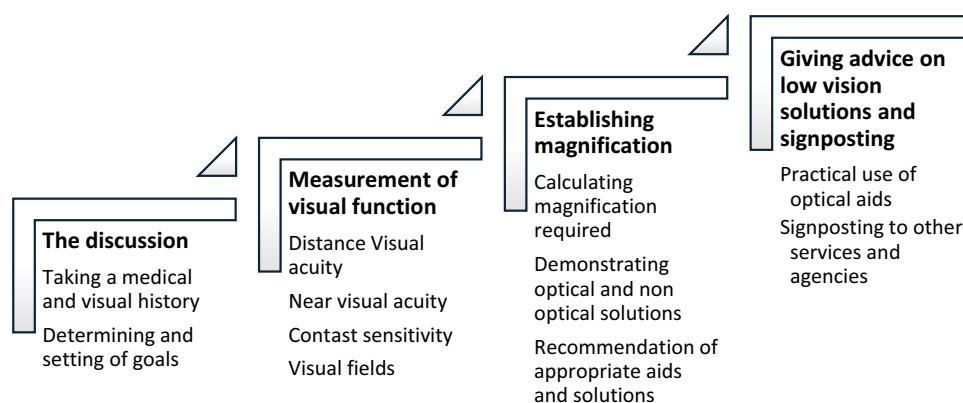 The discussion
Taking a medical
and visual history
Determining and
setting of goals
Measurement of
visual function
Distance Visual
acuity
Near visual acuity
Contast sensitivity
Visual fields
Establishing
magnification
Calculating
magnification
required
Demonstrating
optical and non
optical solutions
Recommendation of
appropriate aids
and solutions
Giving advice on
low vision
solutions and
signposting
Practical use of
optical aids
Signposting to other
services and
agencies